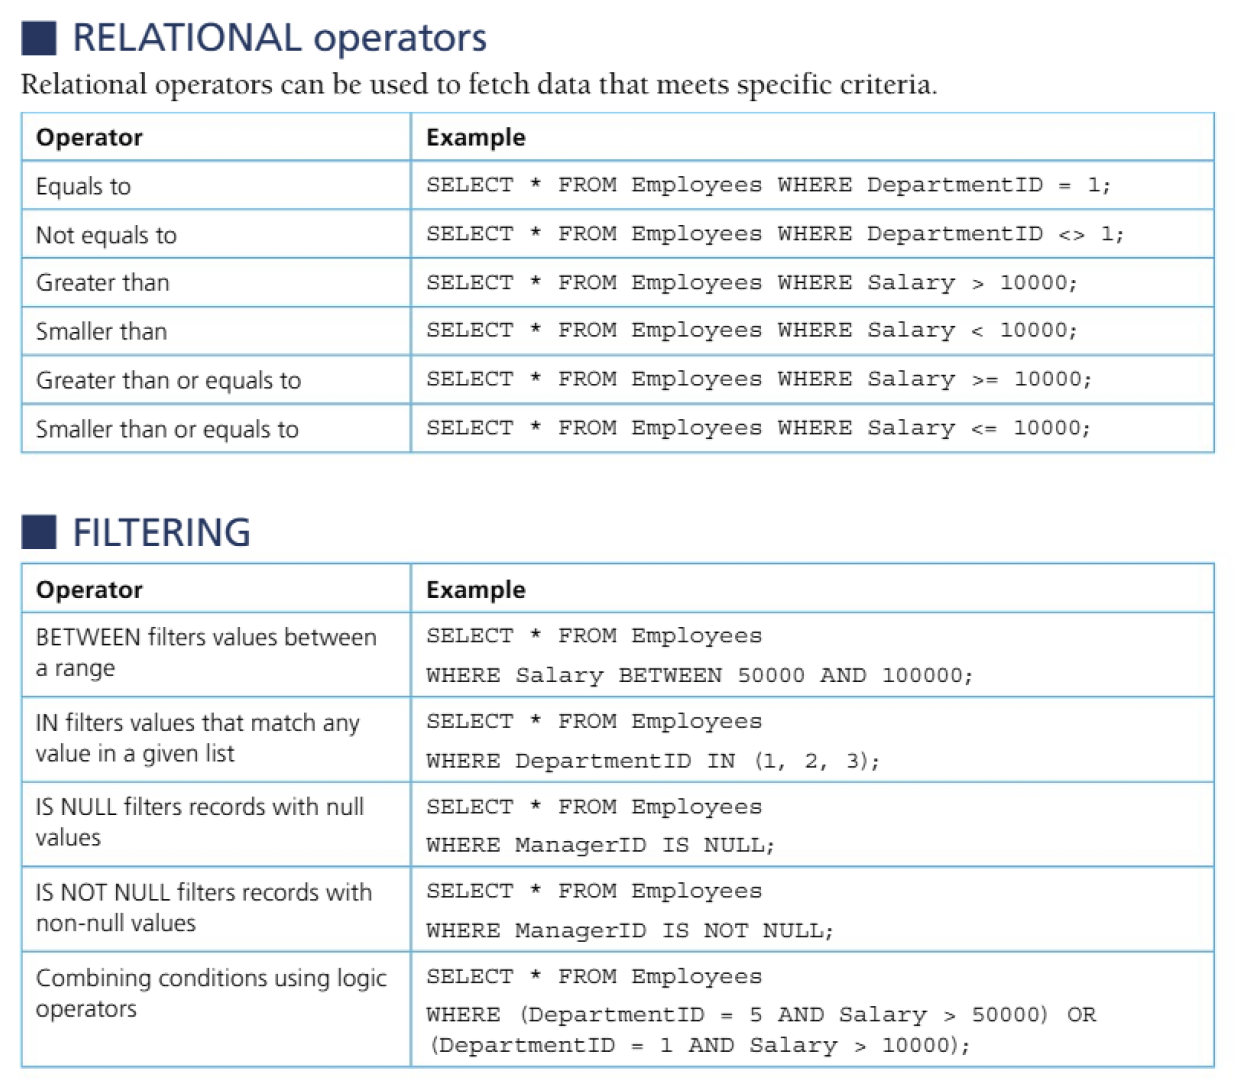 RELATIONAL operators
Relational operators can be used to fetch data that meets specific criteria.
Operator Example
Equals to SELECT * FROM Employees WHERE DepartmentID = 1;
Not equals to SELECT * FROM Employees WHERE DepartmentID <> 1;
Greater than SELECT * FROM Employees WHERE Salary > 10000;
Smaller than SELECT * FROM Employees WHERE Salary < 10000;
Greater than or equals to SELECT * FROM Employees WHERE Salary >= 10000;
Smaller than or equals to SELECT * FROM Employees WHERE Salary <= 10000;
FILTERING
Operator Example
BETWEEN filters values between
a range
SELECT * FROM Employees
WHERE Salary BETWEEN 50000 AND 100000;
IN filters values that match any
value in a given list
SELECT * FROM Employees
WHERE DepartmentID IN (1, 2, 3);
IS NULL filters records with null
values
SELECT * FROM Employees
WHERE ManagerID IS NULL;
IS NOT NULL filters records with
non-null values
SELECT * FROM Employees
WHERE ManagerID IS NOT NULL;
Combining conditions using logic
operators
SELECT * FROM Employees
WHERE (DepartmentID = 5 AND Salary > 50000) OR
(DepartmentID = 1 AND Salary > 10000);